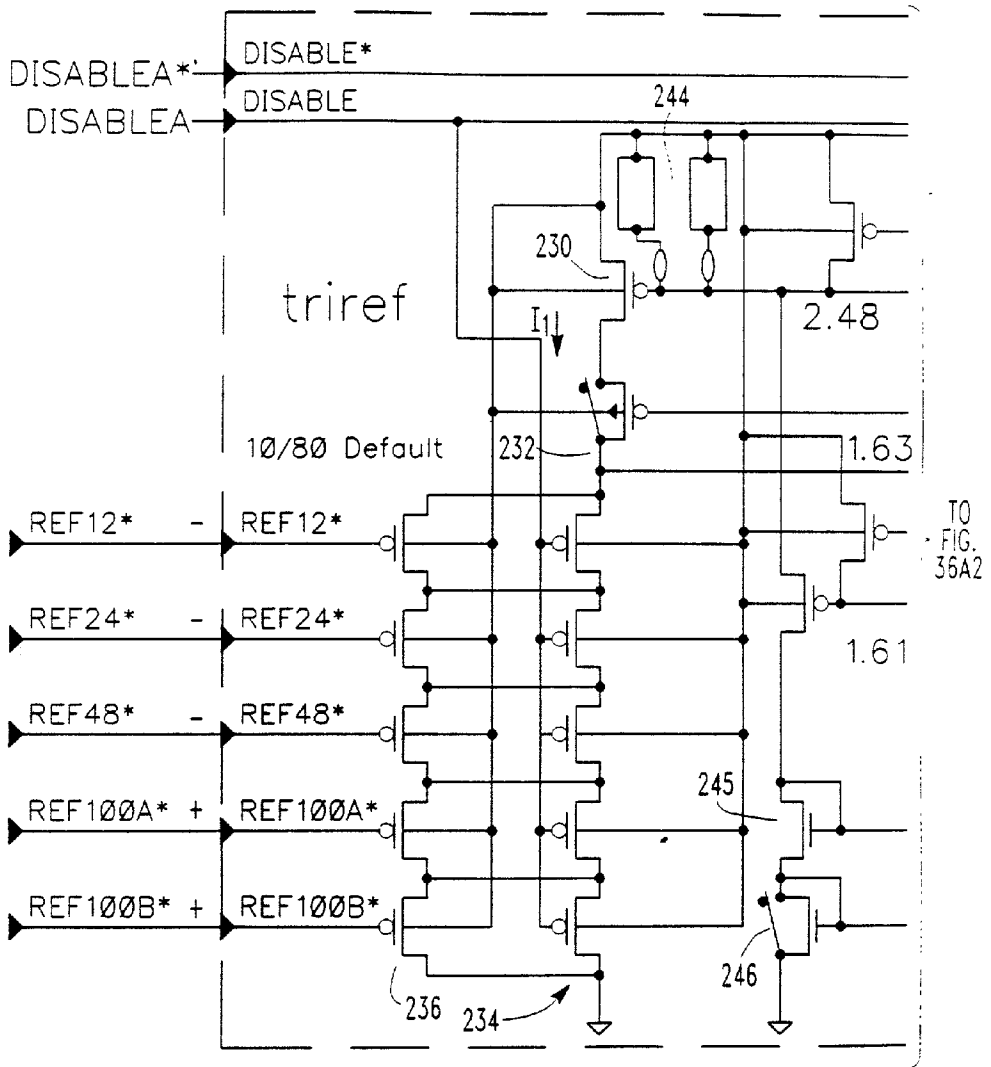 DISABLEA* DISABLE*
DISABLEA DISABLE
244
230
triref
2.48
I1
10/80 Default
232
1.63
REF12* - REF12*
TO
FIG.
36A2
REF24* - REF24*
1.61
REF48* - REF48*
245
REF100A* + REF100A*
REF100B* + REF100B*
246
236
234